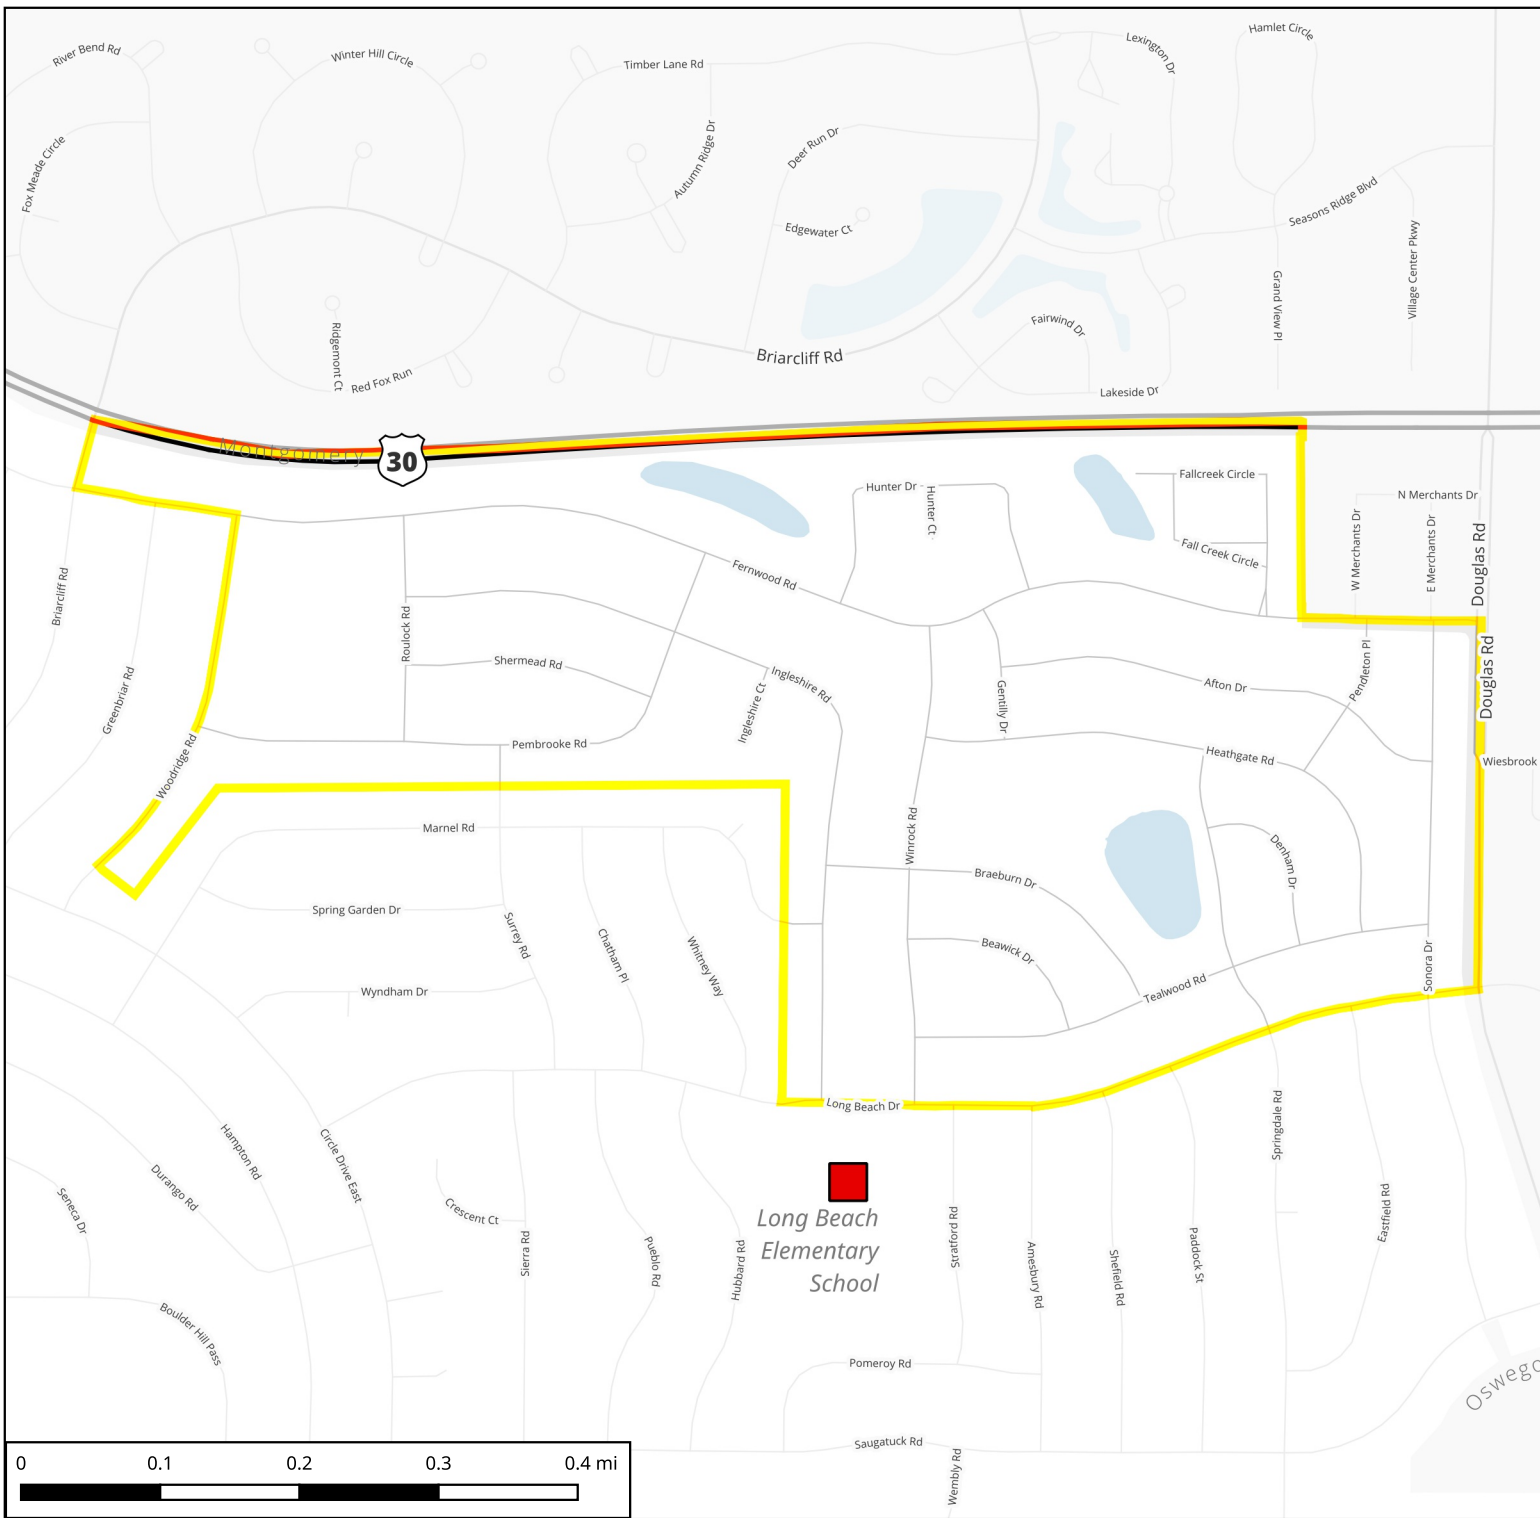 River Bend Rd
Winter Hill Circle
Timber Lane Rd
Lexington Dr
Hamlet Circle
Fox Meade Circle
Autumn Ridge Dr
Deer Run Dr
Edgewater Ct
Seasons Ridge Blvd
Grand View Pl
Village Center Pkwy
Ridgemont Ct
Red Fox Run
Briarcliff Rd
Fairwind Dr
Lakeside Dr
Montgomery
30
Fallcreek Circle
Hunter Dr
Hunter Ct
N Merchants Dr
W Merchants Dr
E Merchants Dr
Douglas Rd
Fall Creek Circle
Fernwood Rd
Briarcliff Rd
Roulock Rd
Shermead Rd
Greenbriar Rd
Ingleshire Ct
Ingleshire Rd
Gentilly Dr
Afton Dr
Pendleton Pl
Douglas Rd
Woodridge Rd
Pembrooke Rd
Heathgate Rd
Wiesbrook
Marnel Rd
Winrock Rd
Braeburn Dr
Denham Dr
Spring Garden Dr
Surrey Rd
Chatham Pl
Whitney Way
Beawick Dr
Wyndham Dr
Tealwood Rd
Sonora Dr
Long Beach Dr
Springdale Rd
Hampton Rd
Circle Drive East
Durango Rd
Seneca Dr
Crescent Ct
Sierra Rd
Pueblo Rd
Hubbard Rd
Long Beach
Elementary
School
Stratford Rd
Amesbury Rd
Shefield Rd
Paddock St
Eastfield Rd
Boulder Hill Pass
Pomeroy Rd
Oswego
Saugatuck Rd
Wembly Rd
0 0.1 0.2 0.3 0.4 mi